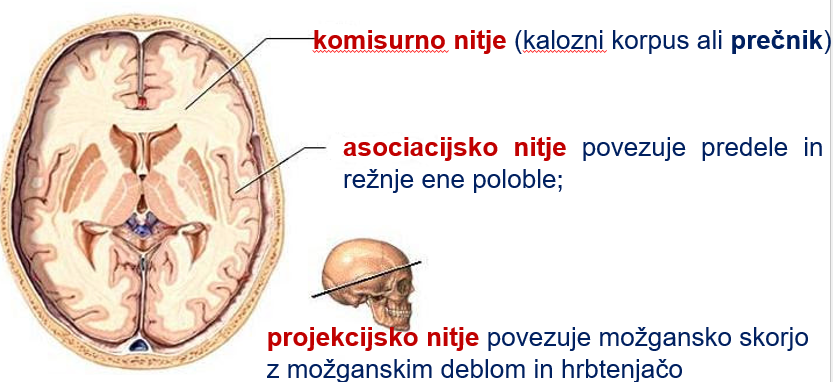 komisurno nitje (kalozni korpus ali prečnik)
asociacijsko nitje povezuje predele in
režnje ene poloble;
projekcijsko nitje povezuje možgansko skorjo
z možganskim deblom in hrbtenjačo